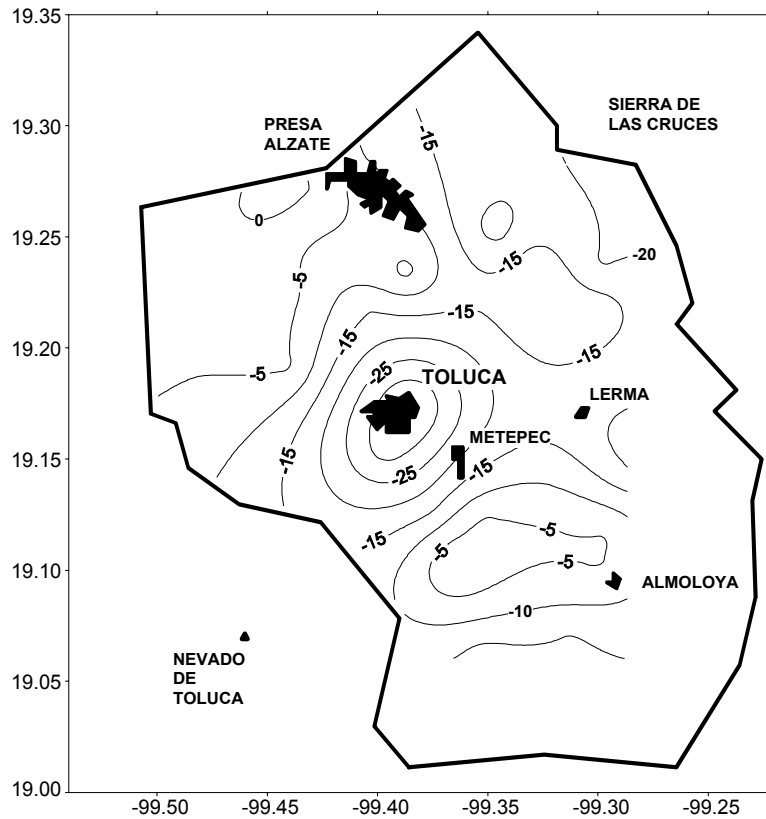 19.35
19.30
19.25
19.20
19.15
19.10
19.05
19.00
-99.50
-99.45
-99.40
-99.35
-99.30
-99.25
SIERRA DE
LAS CRUCES
PRESA
ALZATE
-15
0
-20
-15
-5
-15
-15
-15
-5
-25
TOLUCA
LERMA
METEPEC
-15
-25
-15
-15
-5
-5
-5
ALMOLOYA
-10
NEVADO
DE
TOLUCA